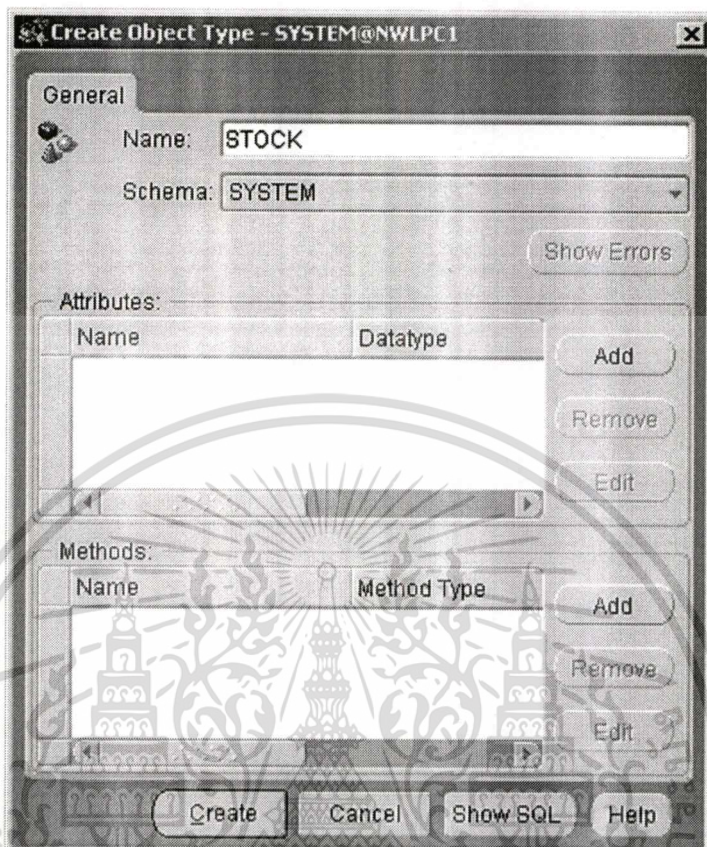 Create Object Type - SYSTEM@NWLPC1
General
Name: STOCK
Schema: SYSTEM
Show Errors
Attributes:
Name Datatype
Add
Remove
Edit
Methods:
Name Method Type
Add
Remove
Edit
Create Cancel Show SQL Help